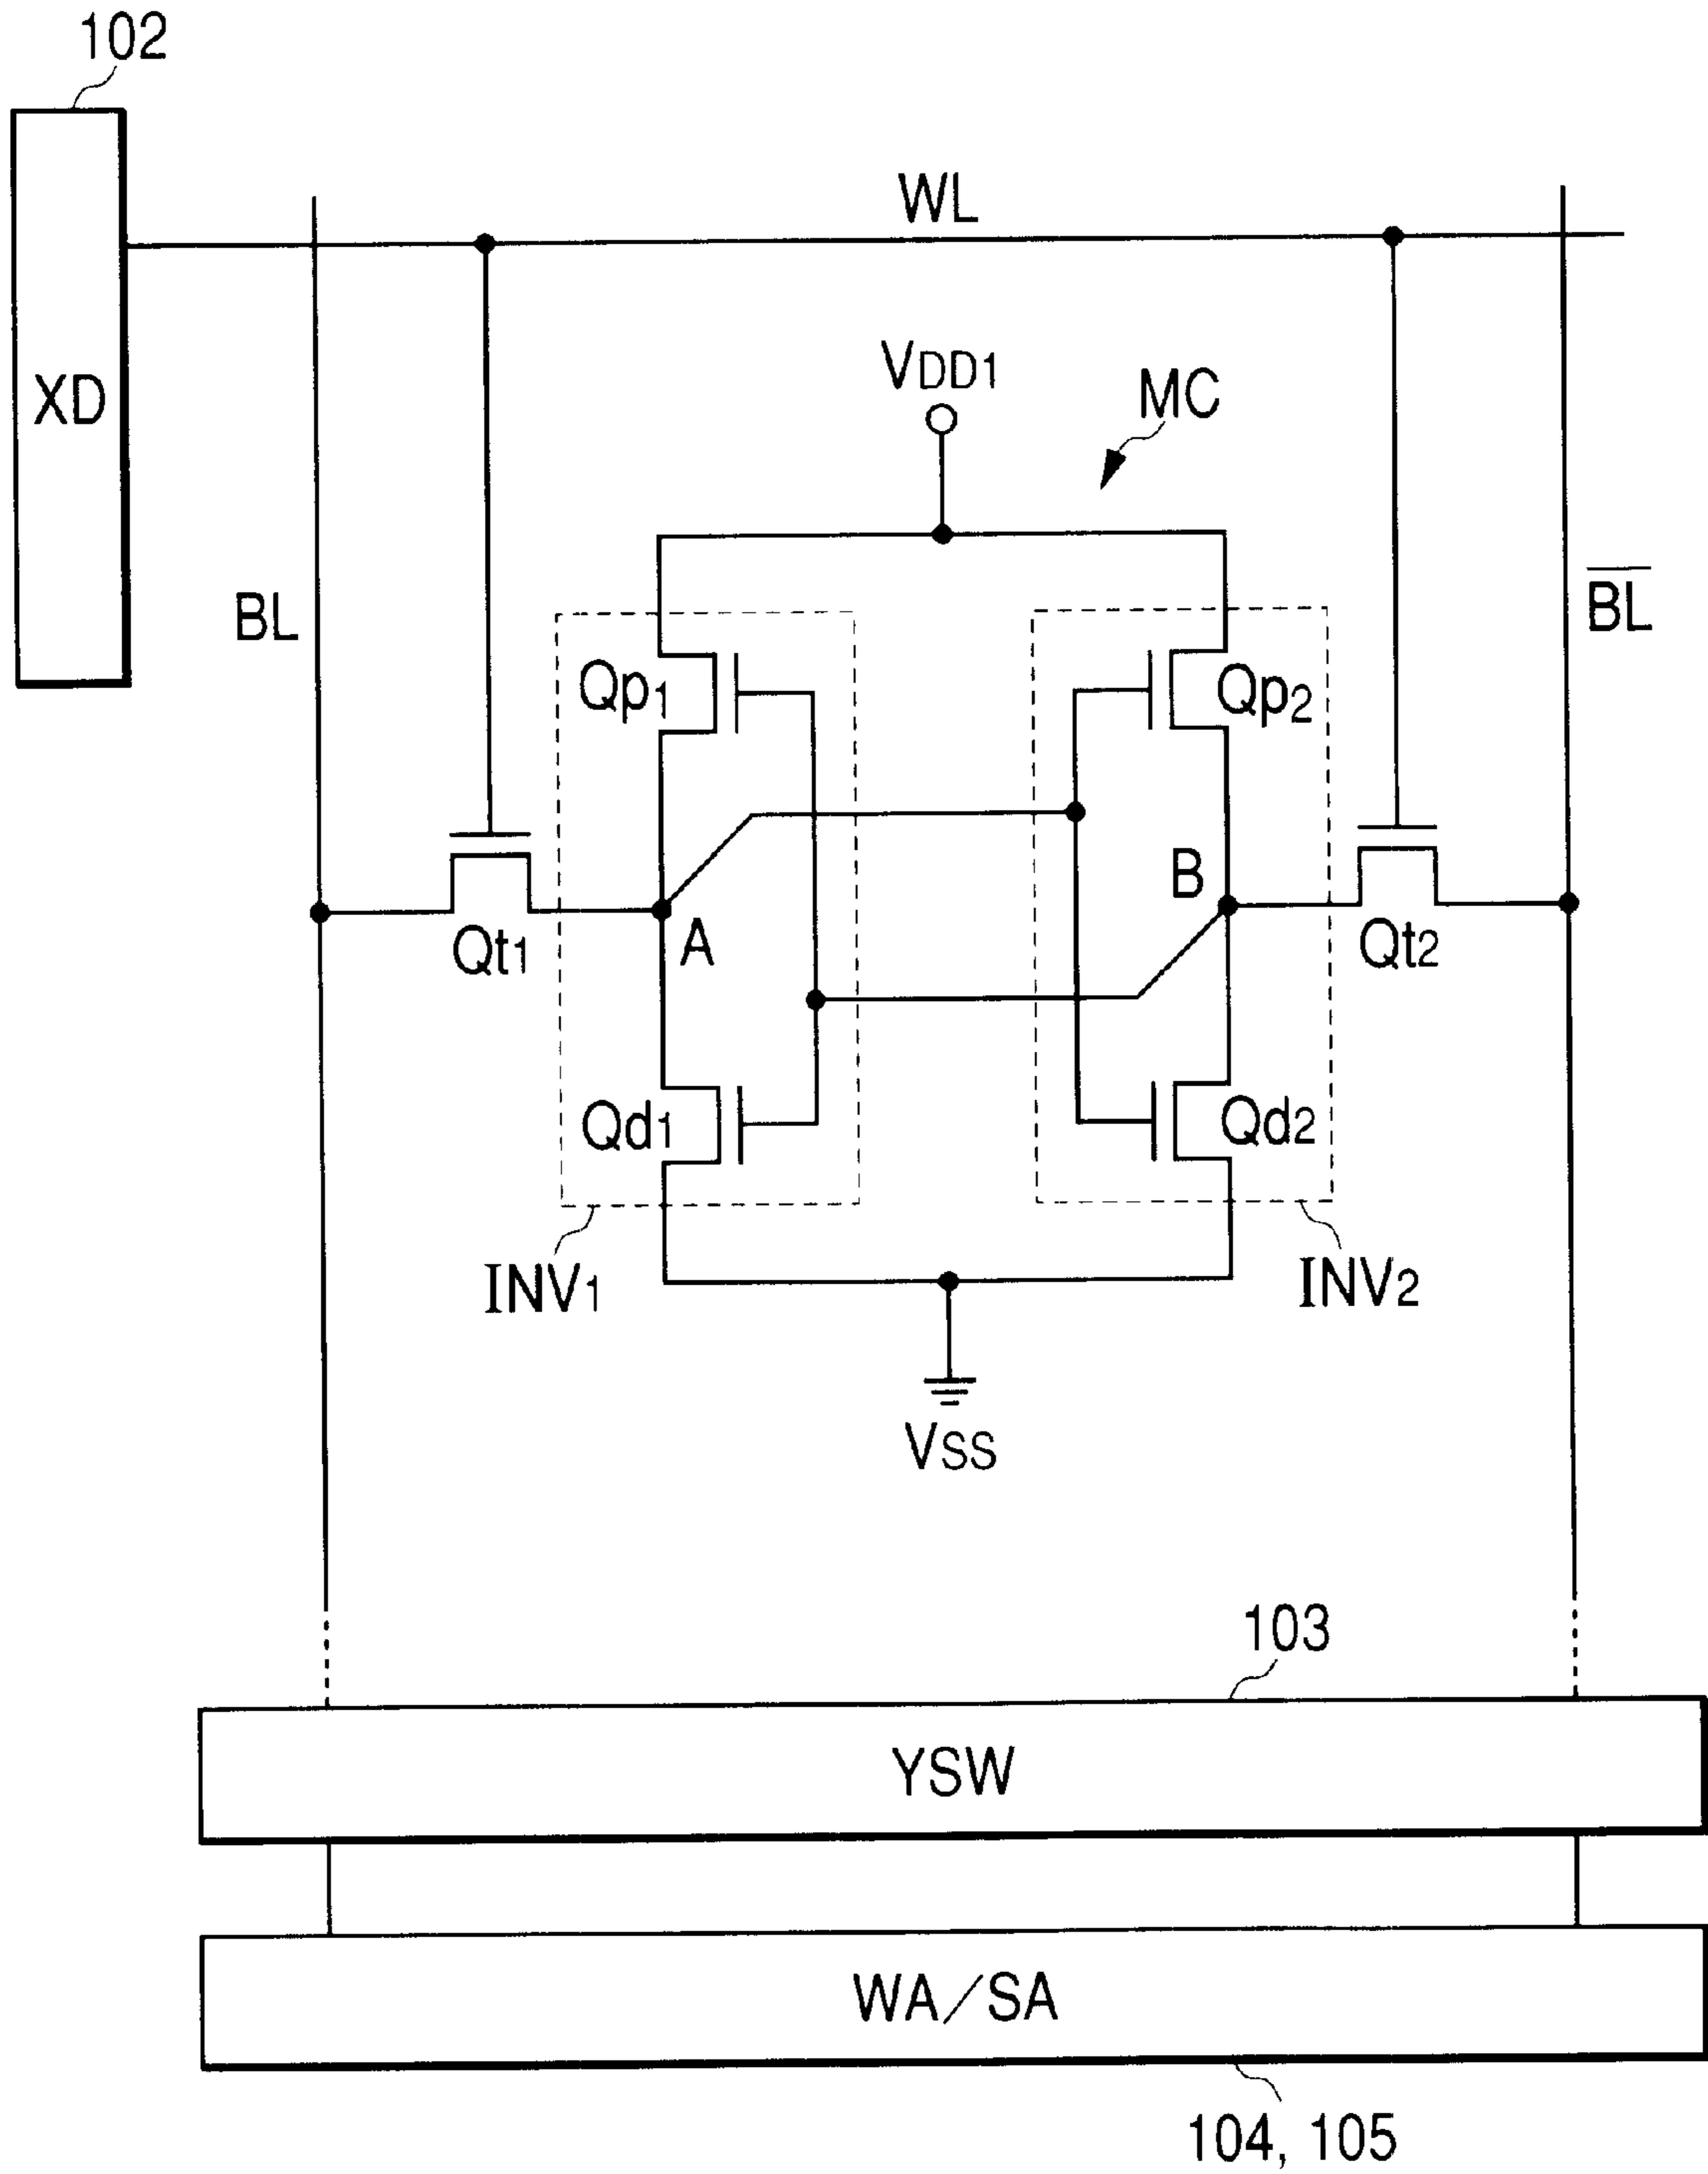 102
WL
VDD1
MC
XD
BL
B̅L̅
Qp1
Qp2
B
Qt1
A
Qt2
Qd1
Qd2
INV1
INV2
VSS
103
YSW
WA/SA
104, 105